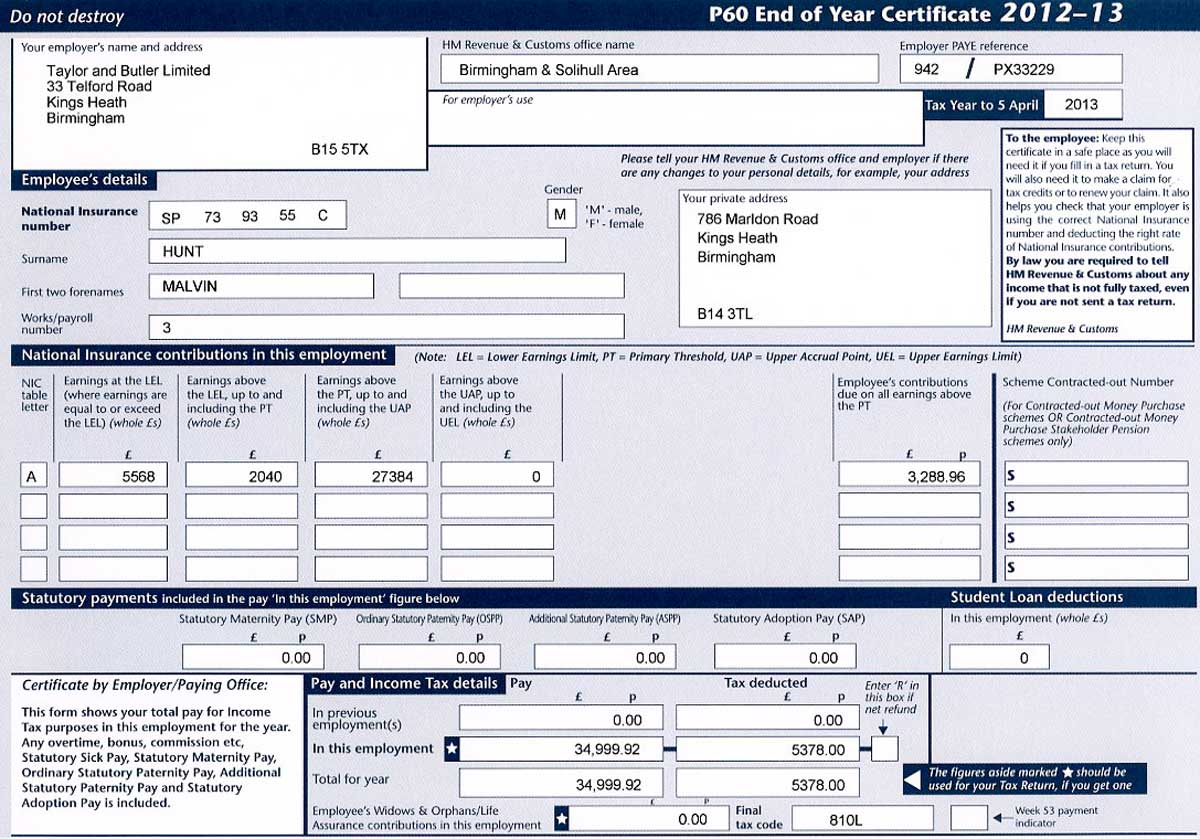 Do not destroy
P60 End of Year Certificate 2012–13
Your employer's name and address
Taylor and Butler Limited
33 Telford Road
Kings Heath
Birmingham
B15 5TX
HM Revenue & Customs office name
Birmingham & Solihull Area
Employer PAYE reference
942 / PX33229
For employer's use
Tax Year to 5 April 2013
To the employee: Keep this
certificate in a safe place as you will
need it if you fill in a tax return. You
will also need it to make a claim for
tax credits or to renew your claim. It also
helps you check that your employer is
using the correct National Insurance
number and deducting the right rate
of National Insurance contributions.
By law you are required to tell
HM Revenue & Customs about any
income that is not fully taxed, even
if you are not sent a tax return.
HM Revenue & Customs
Please tell your HM Revenue & Customs office and employer if there
are any changes to your personal details, for example, your address
Employee's details
National Insurance
number
SP 73 93 55 C
Gender
M
'M' - male,
'F' - female
Your private address
786 Marldon Road
Kings Heath
Birmingham
B14 3TL
Surname
HUNT
First two forenames
MALVIN
Works/payroll
number
3
National Insurance contributions in this employment
(Note: LEL = Lower Earnings Limit, PT = Primary Threshold, UAP = Upper Accrual Point, UEL = Upper Earnings Limit)
NIC
table
letter
Earnings at the LEL
(where earnings are
equal to or exceed
the LEL) (whole £s)
£
Earnings above
the LEL, up to and
including the PT
(whole £s)
£
Earnings above
the PT, up to and
including the UAP
(whole £s)
£
Earnings above
the UAP, up to
and including the
UEL (whole £s)
£
Employee's contributions
due on all earnings above
the PT
£ p
Scheme Contracted-out Number
(For Contracted-out Money Purchase
schemes OR Contracted-out Money
Purchase Stakeholder Pension
schemes only)
A 5568 2040 27384 0 3,288.96 S
S
S
S
Statutory payments included in the pay 'In this employment' figure below
Student Loan deductions
Statutory Maternity Pay (SMP)
£ p
0.00
Ordinary Statutory Paternity Pay (OSPP)
£ p
0.00
Additional Statutory Paternity Pay (ASPP)
£ p
0.00
Statutory Adoption Pay (SAP)
£ p
0.00
In this employment (whole £s)
£
0
Certificate by Employer/Paying Office:
This form shows your total pay for Income
Tax purposes in this employment for the year.
Any overtime, bonus, commission etc,
Statutory Sick Pay, Statutory Maternity Pay,
Ordinary Statutory Paternity Pay, Additional
Statutory Paternity Pay and Statutory
Adoption Pay is included.
Pay and Income Tax details
Pay
£ p
Tax deducted
£ p
Enter 'R' in
this box if
net refund
In previous
employment(s)
0.00 0.00
In this employment 34,999.92 5378.00
Total for year 34,999.92 5378.00
The figures aside marked ★ should be
used for your Tax Return, if you get one
Employee's Widows & Orphans/Life
Assurance contributions in this employment
£ p
0.00
Final
tax code
810L
Week 53 payment
indicator